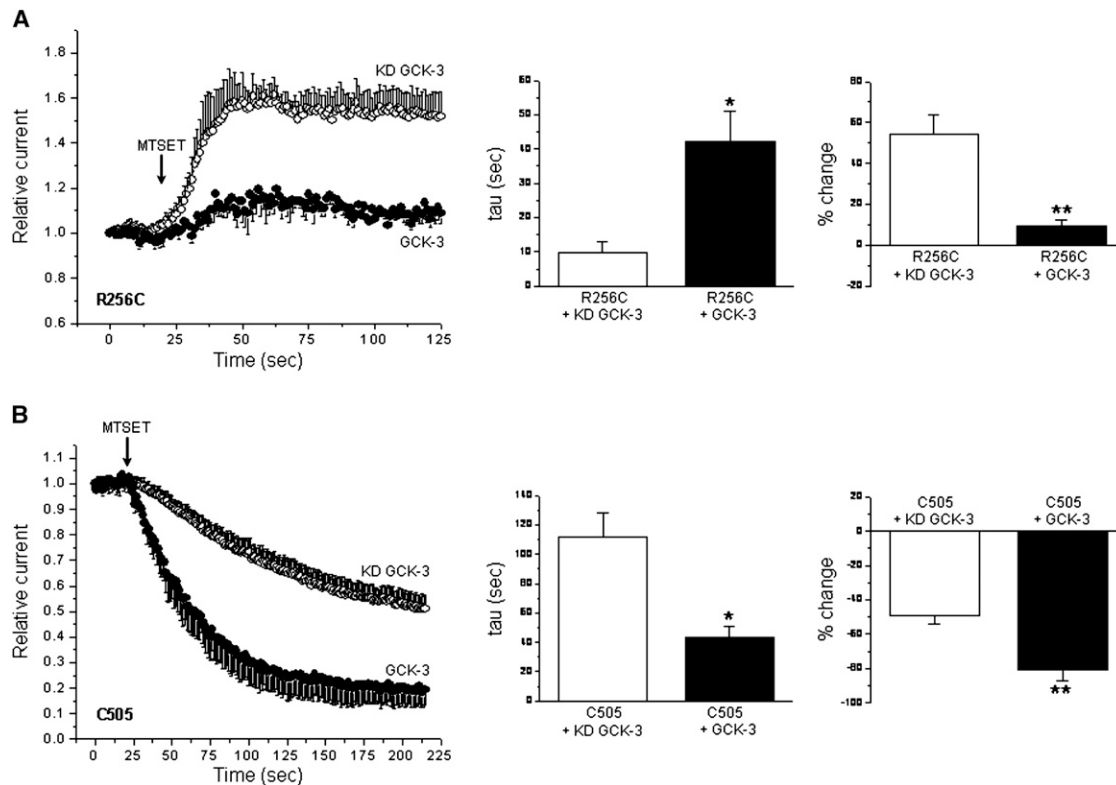 A
Relative current
1.8
1.6
1.4
1.2
1.0
0.8
0.6
KD GCK-3
MTSET
GCK-3
R256C
0 25 50 75 100 125
Time (sec)
tau (sec)
60
50
40
30
20
10
0
*
R256C
+ KD GCK-3
R256C
+ GCK-3
% change
80
60
40
20
0
-20
**
R256C
+ KD GCK-3
R256C
+ GCK-3
B
Relative current
1.1
1.0
0.9
0.8
0.7
0.6
0.5
0.4
0.3
0.2
0.1
0.0
MTSET
KD GCK-3
GCK-3
C505
0 25 50 75 100 125 150 175 200 225
Time (sec)
tau (sec)
140
120
100
80
60
40
20
0
*
C505
+ KD GCK-3
C505
+ GCK-3
% change
20
0
-20
-40
-60
-80
-100
C505
+ KD GCK-3
C505
+ GCK-3
**